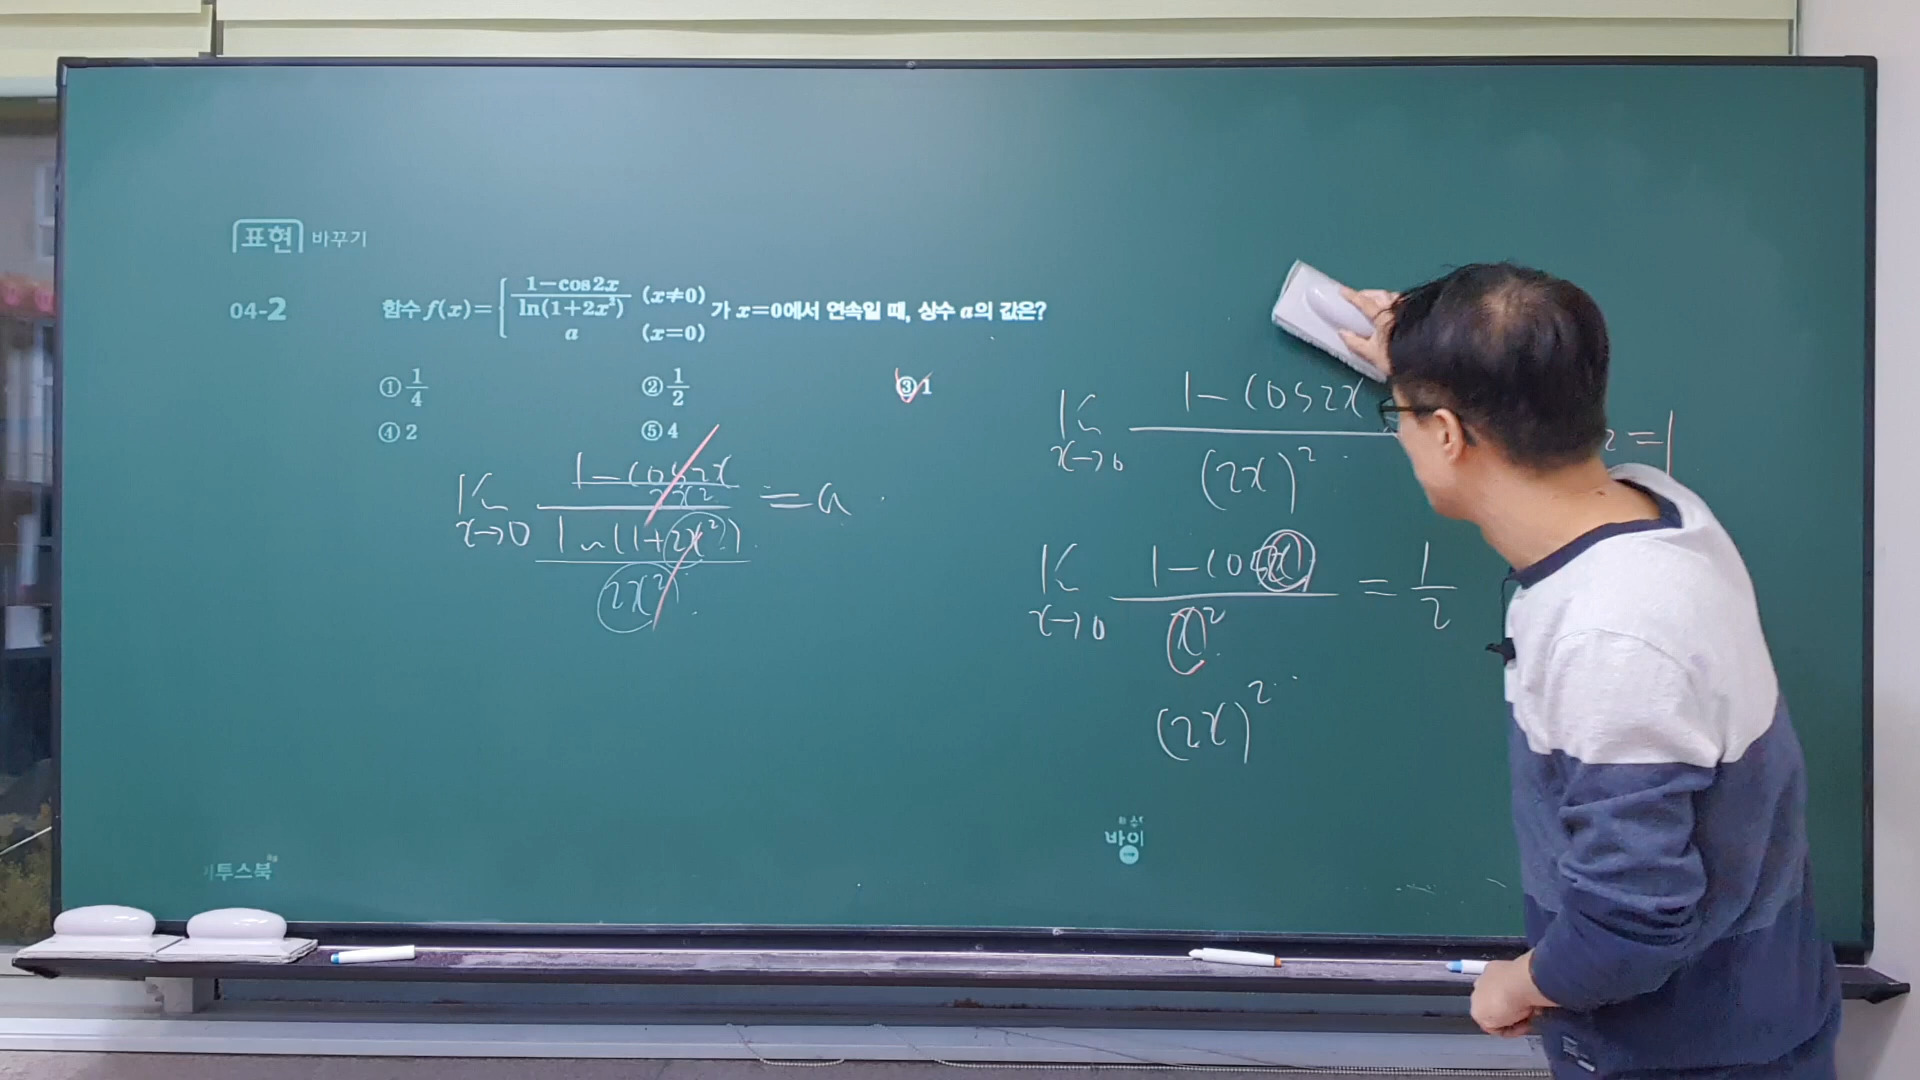 표현 바꾸기
04-2 함수 f(x)={ (1-cos2x)/(ln(1+2x²)) (x≠0) 가 x=0에서 연속일 때, 상수 a의 값은?
a (x=0)
① 1/4 ② 1/2 ③ 1
④ 2 ⑤ 4
lim x→0 ((1-cos2x)/(2x²))/((ln(1+2x²))/(2x²)) = a
lim x→0 (1-cos2x)/(2x)²
2=1
lim x→0 (1-cos x)/x² = 1/2
(2x)²
바이
투스북